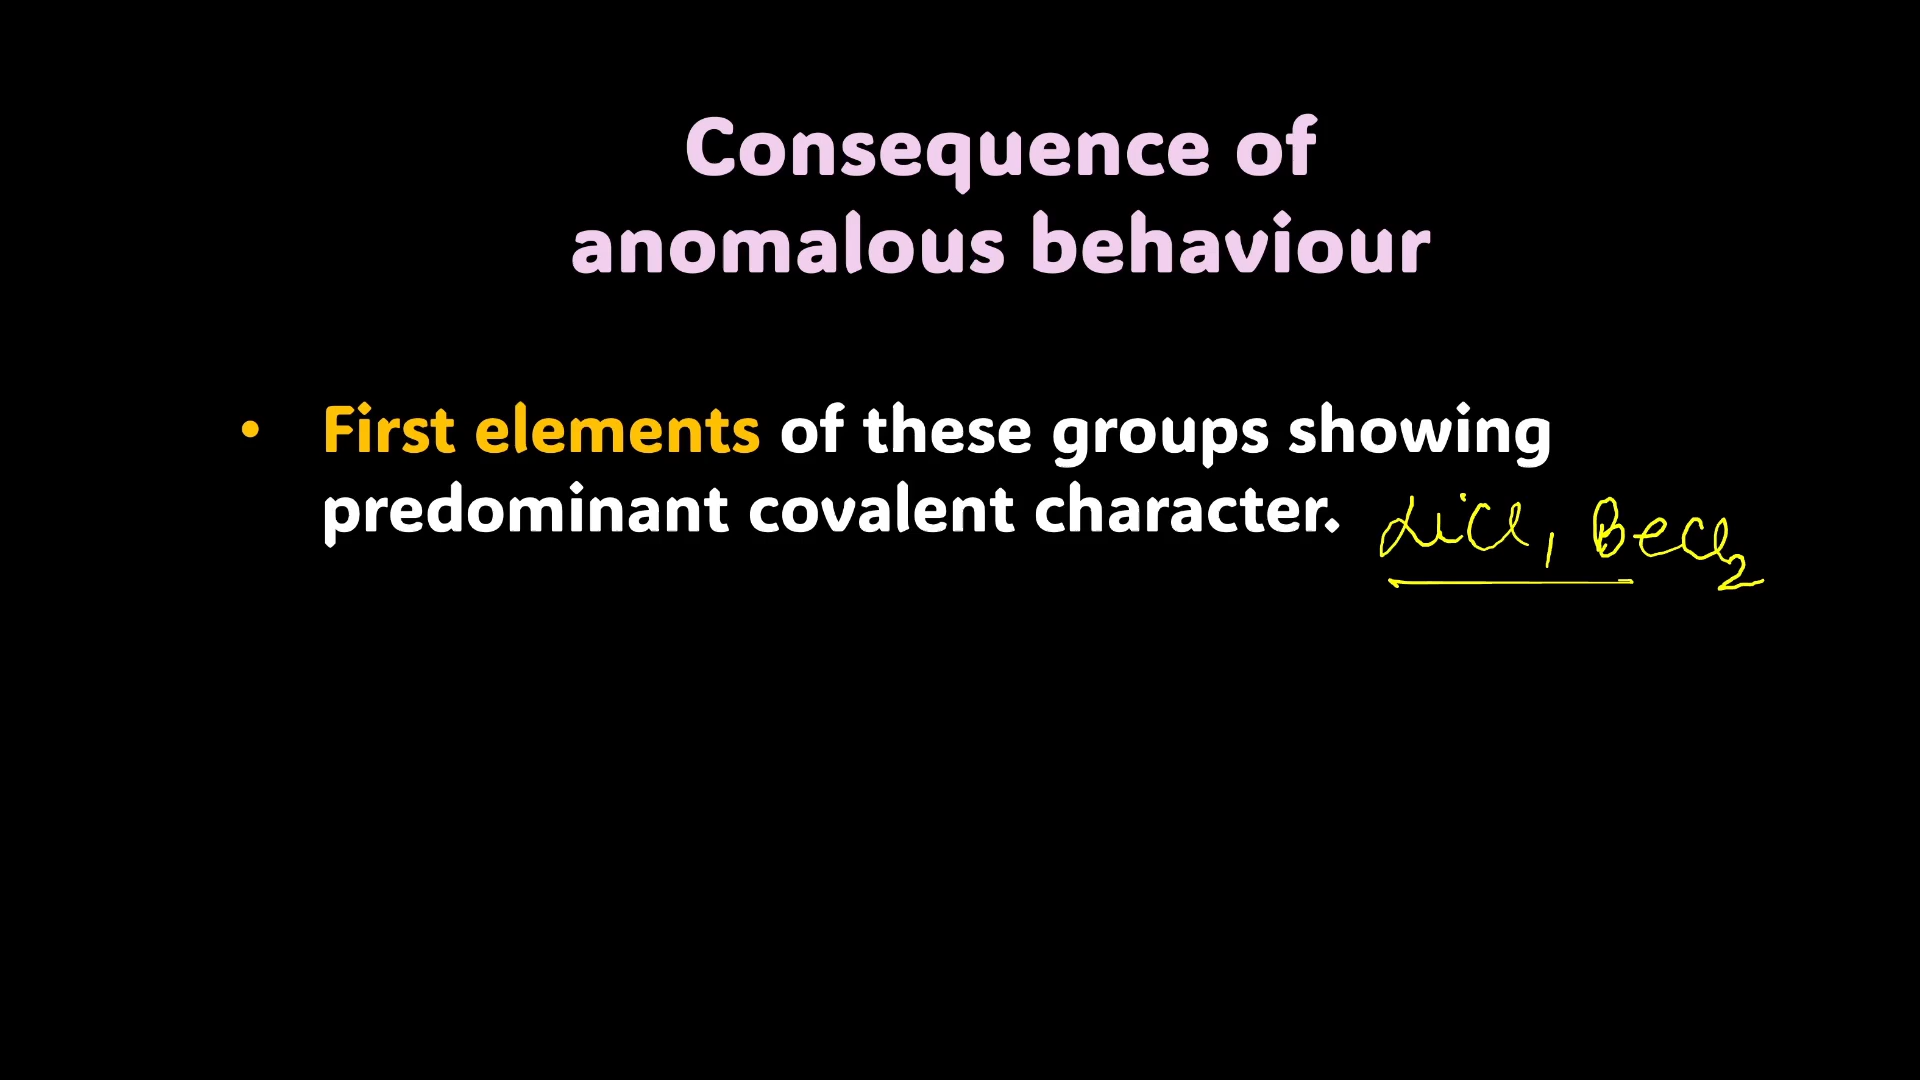 Consequence of
anomalous behaviour
• First elements of these groups showing
predominant covalent character. LiCl, BeCl2